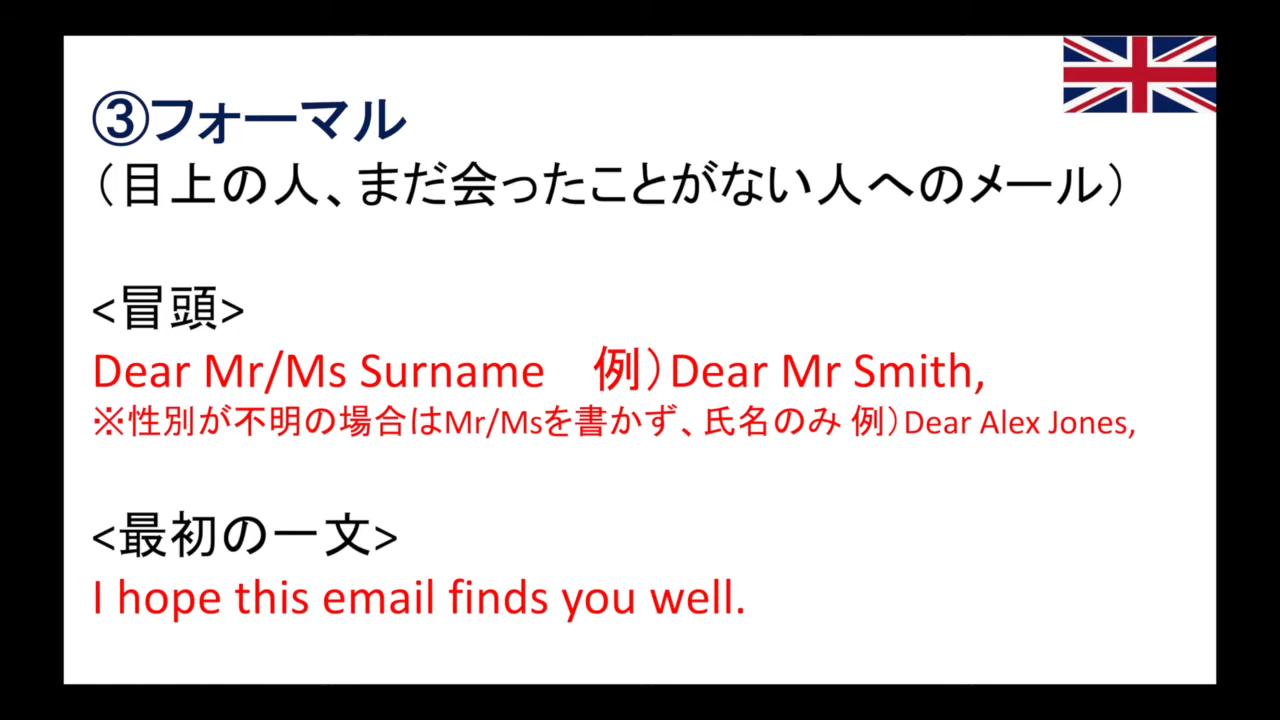 ③フォーマル
（目上の人、まだ会ったことがない人へのメール）
<冒頭>
Dear Mr/Ms Surname　例）Dear Mr Smith,
※性別が不明の場合はMr/Msを書かず、氏名のみ 例）Dear Alex Jones,
<最初の一文>
I hope this email finds you well.